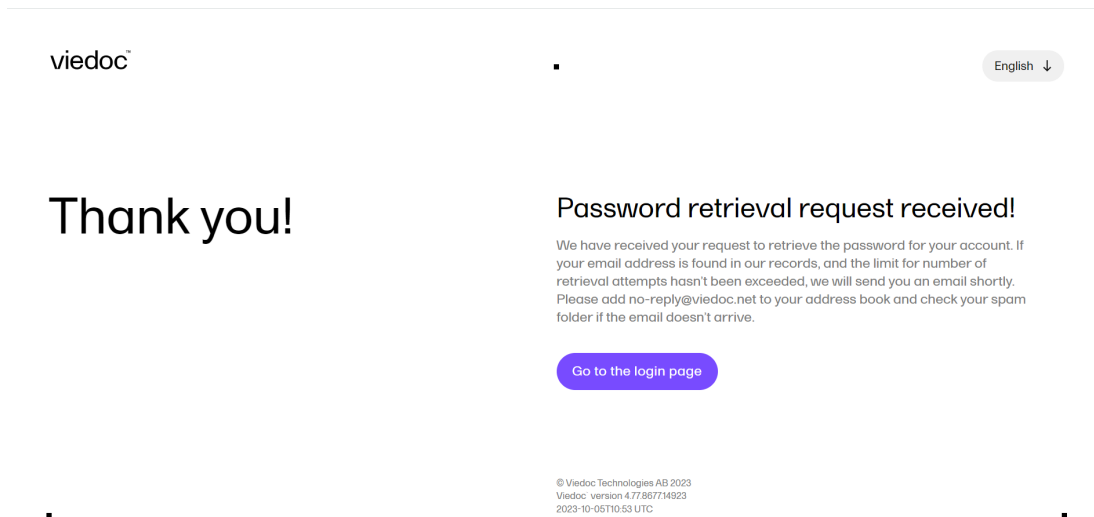 viedoc™
English ↓
Thank you!
Password retrieval request received!
We have received your request to retrieve the password for your account. If
your email address is found in our records, and the limit for number of
retrieval attempts hasn't been exceeded, we will send you an email shortly.
Please add no-reply@viedoc.net to your address book and check your spam
folder if the email doesn't arrive.
Go to the login page
© Viedoc Technologies AB 2023
Viedoc version 4.77.8677.14923
2023-10-05T10:53 UTC